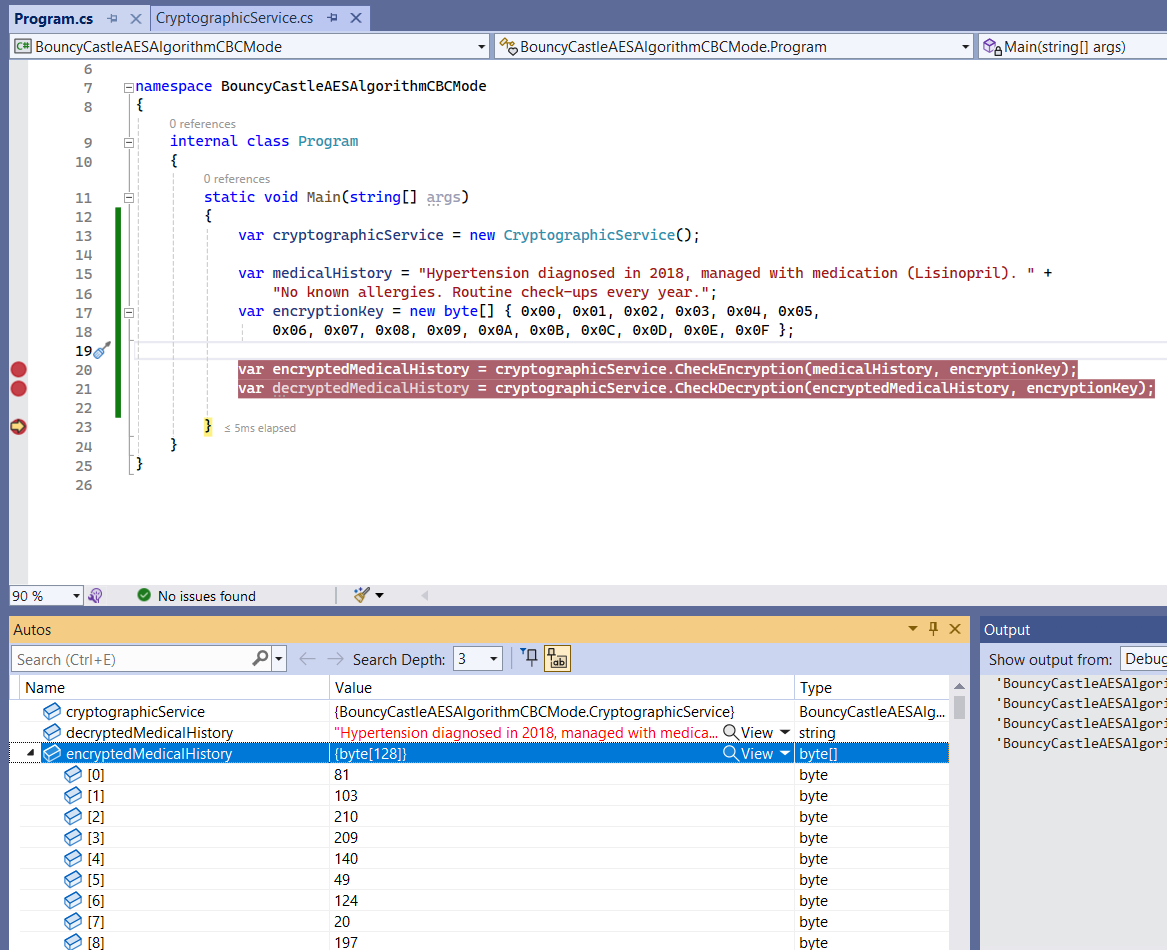 Program.cs
CryptographicService.cs
C# BouncyCastleAESAlgorithmCBCMode
BouncyCastleAESAlgorithmCBCMode.Program
Main(string[] args)
6
7 namespace BouncyCastleAESAlgorithmCBCMode
8 {
0 references
9 internal class Program
10 {
0 references
11 static void Main(string[] args)
12 {
13 var cryptographicService = new CryptographicService();
14
15 var medicalHistory = "Hypertension diagnosed in 2018, managed with medication (Lisinopril). " +
16 "No known allergies. Routine check-ups every year.";
17 var encryptionKey = new byte[] { 0x00, 0x01, 0x02, 0x03, 0x04, 0x05,
18 0x06, 0x07, 0x08, 0x09, 0x0A, 0x0B, 0x0C, 0x0D, 0x0E, 0x0F };
19
20 var encryptedMedicalHistory = cryptographicService.CheckEncryption(medicalHistory, encryptionKey);
21 var decryptedMedicalHistory = cryptographicService.CheckDecryption(encryptedMedicalHistory, encryptionKey);
22
23 } ≤ 5ms elapsed
24 }
25 }
26
90 %
No issues found
Autos
Search (Ctrl+E)
Search Depth: 3
ab
Name Value Type
cryptographicService {BouncyCastleAESAlgorithmCBCMode.CryptographicService} BouncyCastleAESAlg...
decryptedMedicalHistory "Hypertension diagnosed in 2018, managed with medica... View string
encryptedMedicalHistory {byte[128]} View byte[]
[0] 81 byte
[1] 103 byte
[2] 210 byte
[3] 209 byte
[4] 140 byte
[5] 49 byte
[6] 124 byte
[7] 20 byte
[8] 197 byte
Output
Show output from: Debug
'BouncyCastleAESAlgori
'BouncyCastleAESAlgori
'BouncyCastleAESAlgori
'BouncyCastleAESAlgori